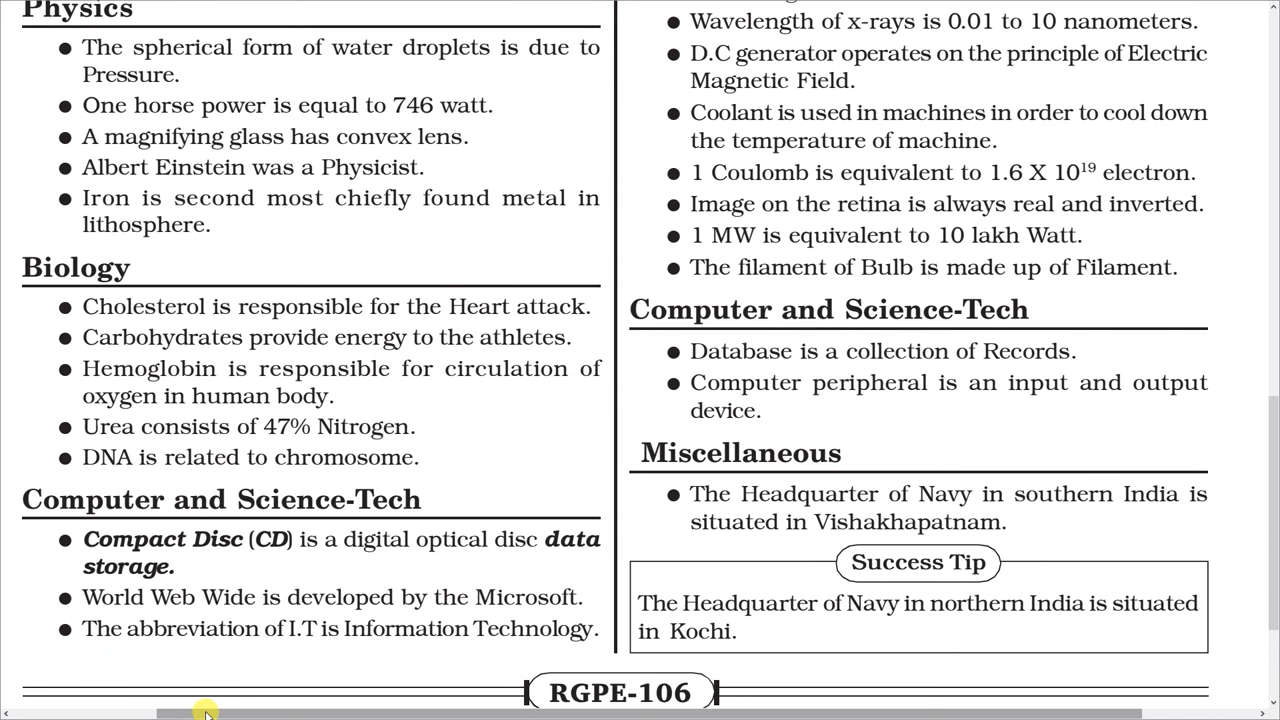 Physics
● The spherical form of water droplets is due to
Pressure.
● One horse power is equal to 746 watt.
● A magnifying glass has convex lens.
● Albert Einstein was a Physicist.
● Iron is second most chiefly found metal in
lithosphere.
Biology
● Cholesterol is responsible for the Heart attack.
● Carbohydrates provide energy to the athletes.
● Hemoglobin is responsible for circulation of
oxygen in human body.
● Urea consists of 47% Nitrogen.
● DNA is related to chromosome.
Computer and Science-Tech
● Compact Disc (CD) is a digital optical disc data
storage.
● World Web Wide is developed by the Microsoft.
● The abbreviation of I.T is Information Technology.
● Wavelength of x-rays is 0.01 to 10 nanometers.
● D.C generator operates on the principle of Electric
Magnetic Field.
● Coolant is used in machines in order to cool down
the temperature of machine.
● 1 Coulomb is equivalent to 1.6 X 10¹⁹ electron.
● Image on the retina is always real and inverted.
● 1 MW is equivalent to 10 lakh Watt.
● The filament of Bulb is made up of Filament.
Computer and Science-Tech
● Database is a collection of Records.
● Computer peripheral is an input and output
device.
Miscellaneous
● The Headquarter of Navy in southern India is
situated in Vishakhapatnam.
Success Tip
The Headquarter of Navy in northern India is situated
in Kochi.
RGPE-106